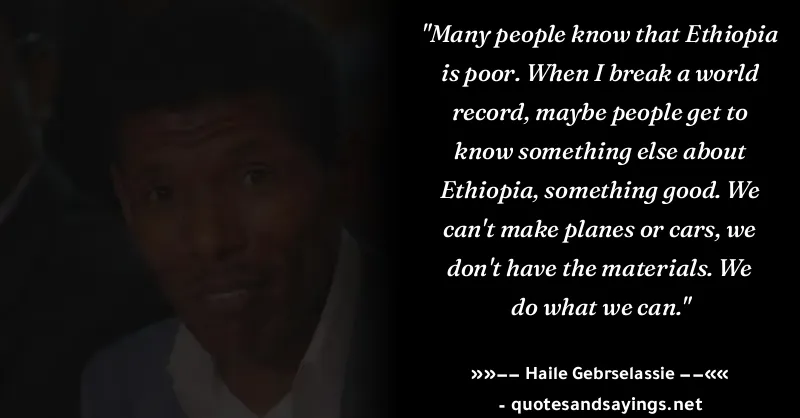 "Many people know that Ethiopia
is poor. When I break a world
record, maybe people get to
know something else about
Ethiopia, something good. We
can't make planes or cars, we
don't have the materials. We
do what we can."
»»−− Haile Gebrselassie −−««
- quotesandsayings.net